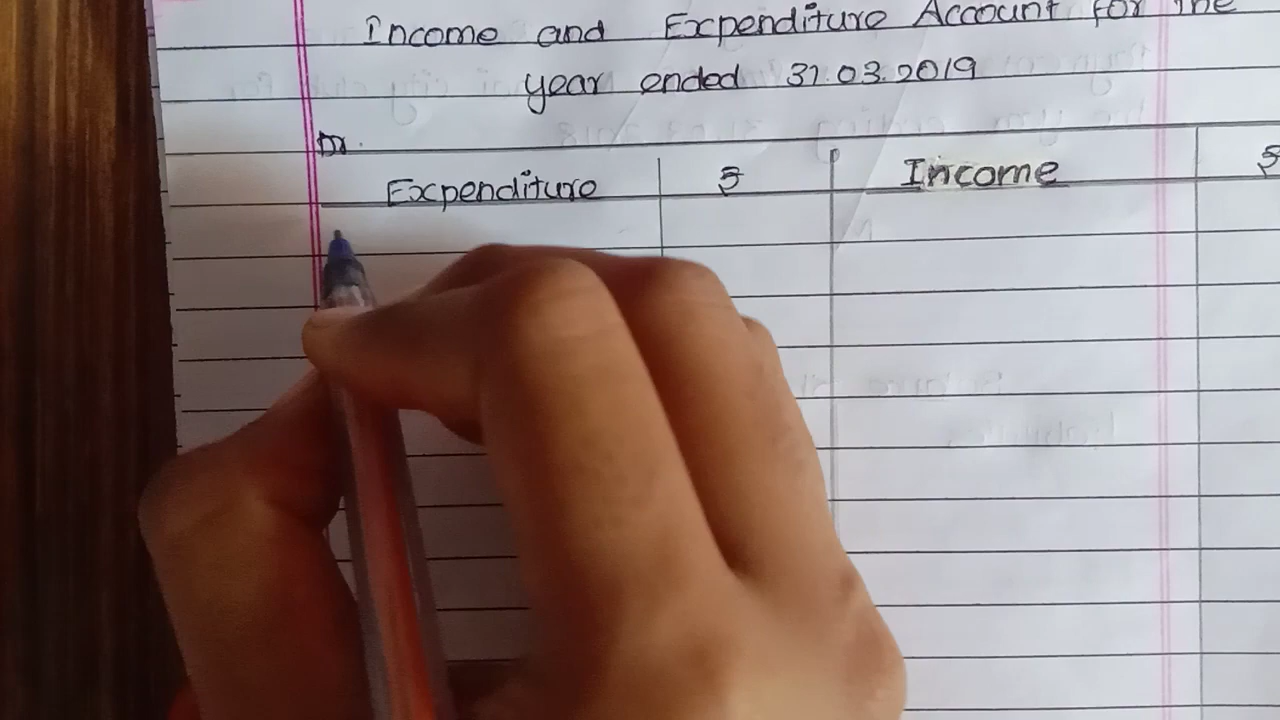 Income and Expenditure Account for the
year ended 31.03.2019
Dr.
Expenditure ₹ Income ₹